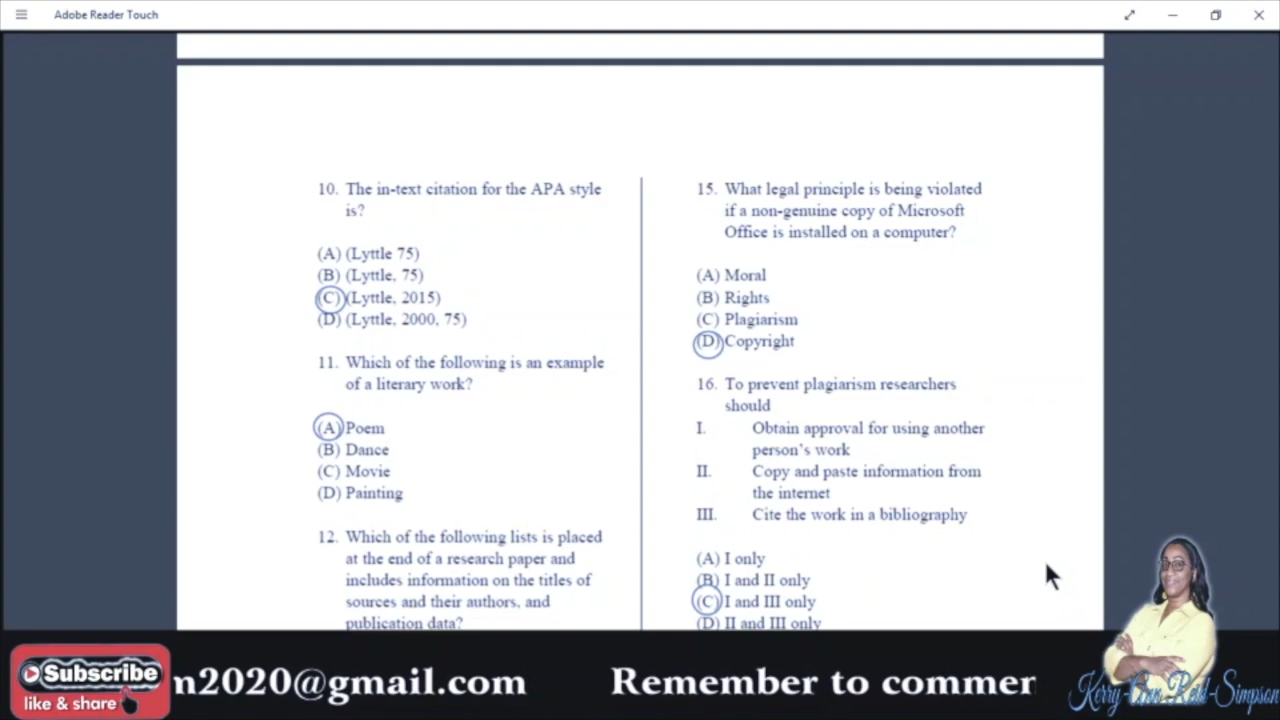 Adobe Reader Touch
10. The in-text citation for the APA style
is?
(A) (Lyttle 75)
(B) (Lyttle, 75)
(C) (Lyttle, 2015)
(D) (Lyttle, 2000, 75)
11. Which of the following is an example
of a literary work?
(A) Poem
(B) Dance
(C) Movie
(D) Painting
12. Which of the following lists is placed
at the end of a research paper and
includes information on the titles of
sources and their authors, and
publication data?
15. What legal principle is being violated
if a non-genuine copy of Microsoft
Office is installed on a computer?
(A) Moral
(B) Rights
(C) Plagiarism
(D) Copyright
16. To prevent plagiarism researchers
should
I. Obtain approval for using another
person's work
II. Copy and paste information from
the internet
III. Cite the work in a bibliography
(A) I only
(B) I and II only
(C) I and III only
(D) II and III only
Subscribe
like & share
m2020@gmail.com Remember to commen
Kerry-Ann Reid-Simpson